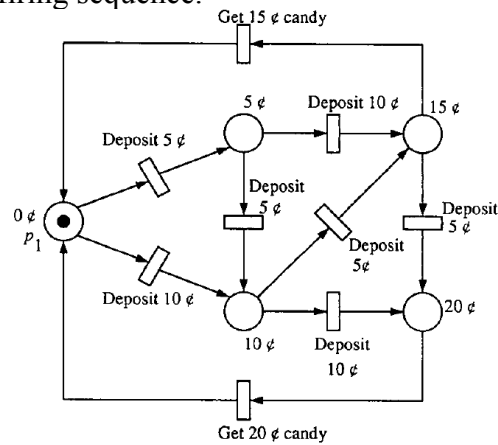 firing sequence.
Get 15 ¢ candy
5 ¢
Deposit 10 ¢
15 ¢
Deposit 5 ¢
Deposit
5 ¢
Deposit
5 ¢
0 ¢
p1
Deposit
5¢
Deposit 10 ¢
20 ¢
10 ¢
Deposit
10 ¢
Get 20 ¢ candy